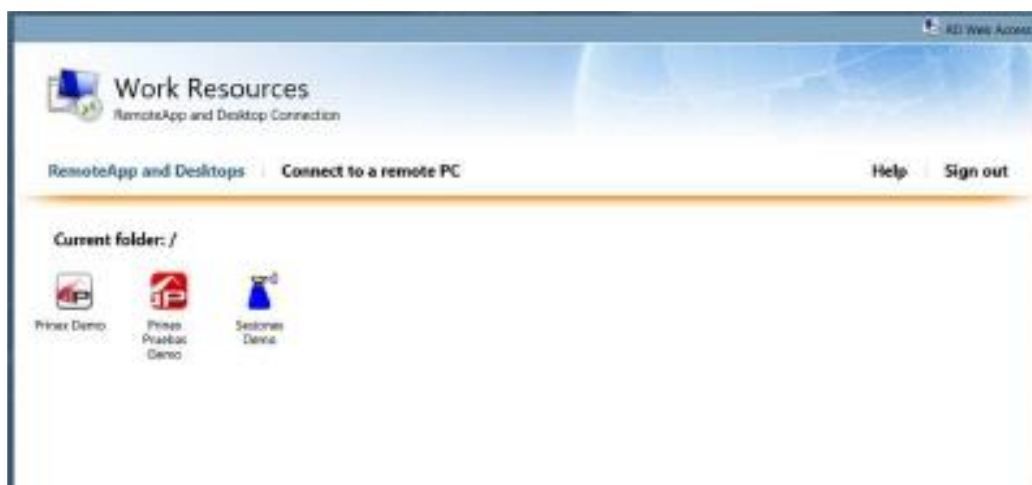 RD Web Access
Work Resources
RemoteApp and Desktop Connection
RemoteApp and Desktops | Connect to a remote PC
Help | Sign out
Current folder: /
Prinex Demo
Prinex
Pruebas
Demo
Sesiones
Demo